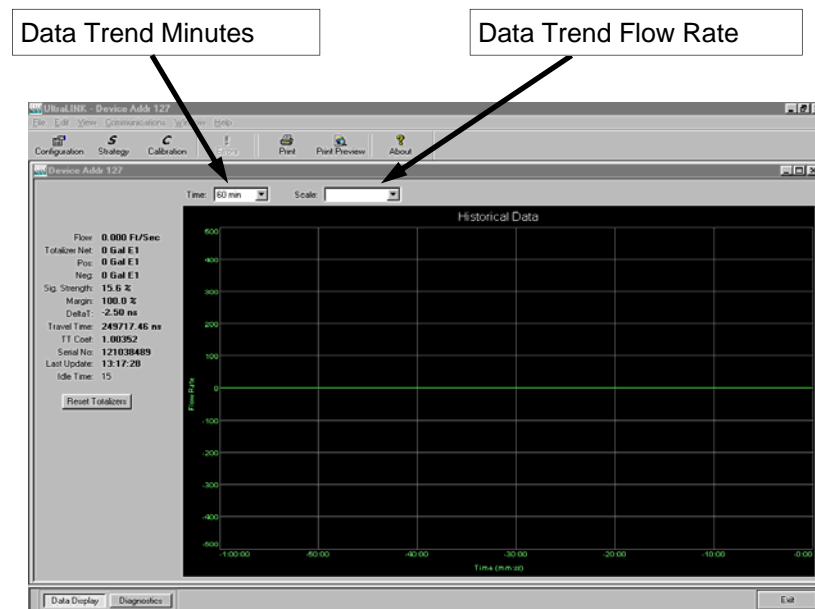 Data Trend Minutes
Data Trend Flow Rate
UltraLINK - Device Addr 127
File Edit View Communications Window Help
Configuration Strategy Calibration Print Print Preview About
Device Addr 127
Time: 60 min Scale:
Historical Data
Flow: 0.000 Ft/Sec
Totalizer Net: 0 Gal E1
Pos: 0 Gal E1
Neg: 0 Gal E1
Sig. Strength: 15.6 %
Margin: 100.0 %
DeltaT: -2.50 ns
Travel Time: 249717.46 ns
TT Coef: 1.00352
Serial No: 121038489
Last Update: 13:17:28
Idle Time: 15
Reset Totalizers
500
400
300
200
100
0
-100
-200
-300
-400
-500
Flow Rate
-1:00:00 -50:00 -40:00 -30:00 -20:00 -10:00 -0:00
Time (mm:ss)
Data Display Diagnostics Exit